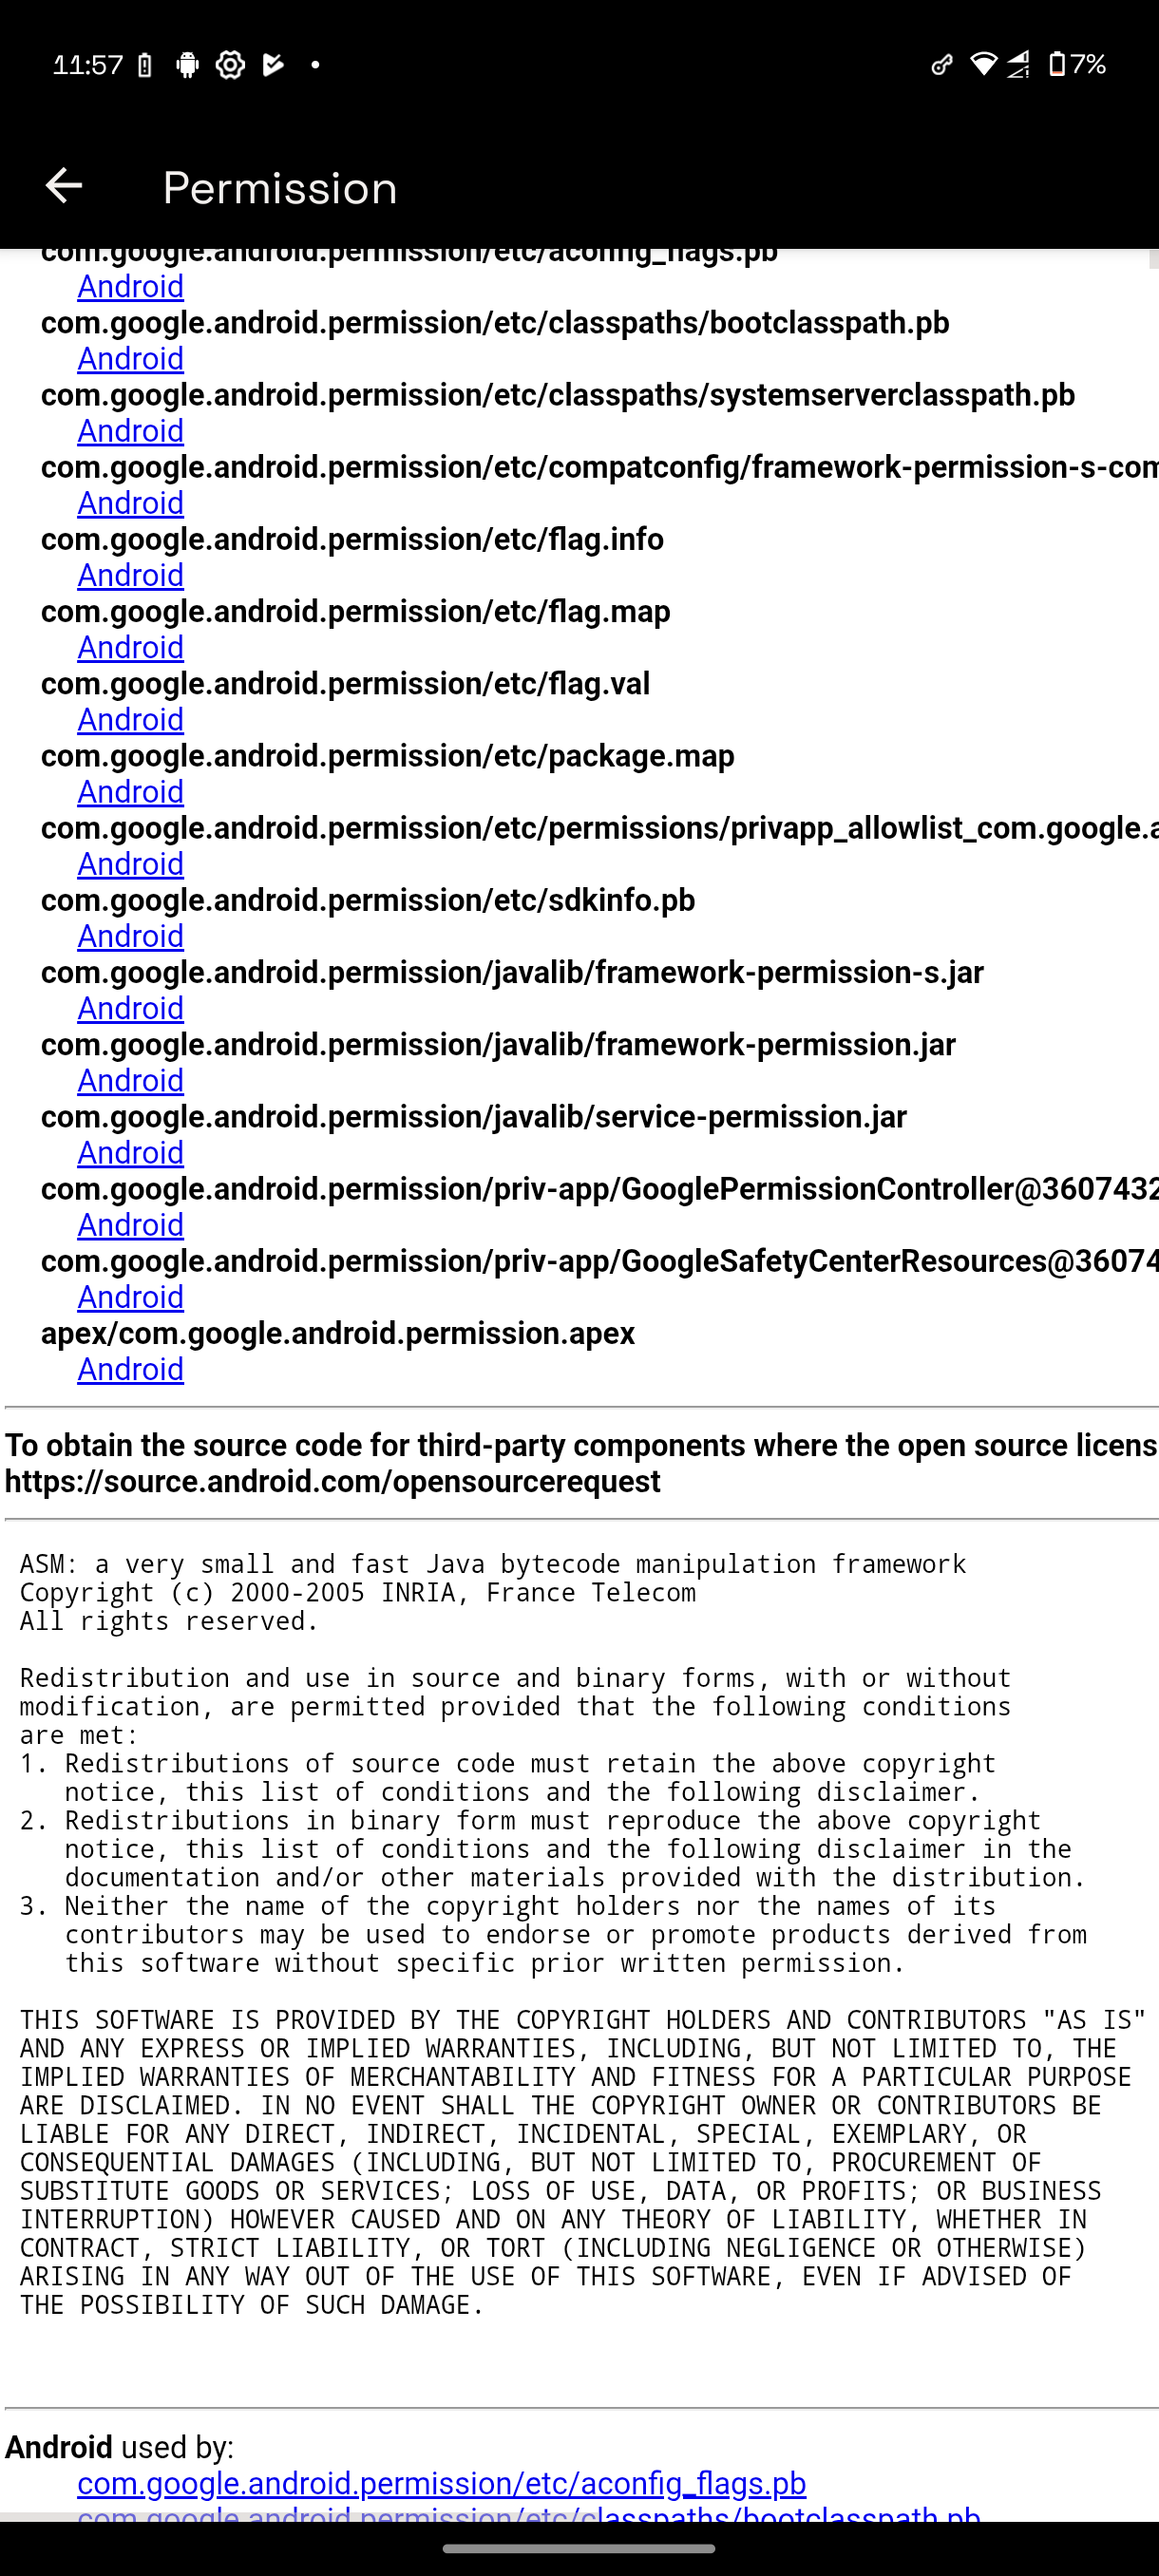 11:57
7%
Permission
com.google.android.permission/etc/aconfig_flags.pb
Android
com.google.android.permission/etc/classpaths/bootclasspath.pb
Android
com.google.android.permission/etc/classpaths/systemserverclasspath.pb
Android
com.google.android.permission/etc/compatconfig/framework-permission-s-com
Android
com.google.android.permission/etc/flag.info
Android
com.google.android.permission/etc/flag.map
Android
com.google.android.permission/etc/flag.val
Android
com.google.android.permission/etc/package.map
Android
com.google.android.permission/etc/permissions/privapp_allowlist_com.google.a
Android
com.google.android.permission/etc/sdkinfo.pb
Android
com.google.android.permission/javalib/framework-permission-s.jar
Android
com.google.android.permission/javalib/framework-permission.jar
Android
com.google.android.permission/javalib/service-permission.jar
Android
com.google.android.permission/priv-app/GooglePermissionController@3607432
Android
com.google.android.permission/priv-app/GoogleSafetyCenterResources@36074
Android
apex/com.google.android.permission.apex
Android
To obtain the source code for third-party components where the open source licens
https://source.android.com/opensourcerequest
ASM: a very small and fast Java bytecode manipulation framework
Copyright (c) 2000-2005 INRIA, France Telecom
All rights reserved.
Redistribution and use in source and binary forms, with or without
modification, are permitted provided that the following conditions
are met:
1. Redistributions of source code must retain the above copyright
notice, this list of conditions and the following disclaimer.
2. Redistributions in binary form must reproduce the above copyright
notice, this list of conditions and the following disclaimer in the
documentation and/or other materials provided with the distribution.
3. Neither the name of the copyright holders nor the names of its
contributors may be used to endorse or promote products derived from
this software without specific prior written permission.
THIS SOFTWARE IS PROVIDED BY THE COPYRIGHT HOLDERS AND CONTRIBUTORS "AS IS"
AND ANY EXPRESS OR IMPLIED WARRANTIES, INCLUDING, BUT NOT LIMITED TO, THE
IMPLIED WARRANTIES OF MERCHANTABILITY AND FITNESS FOR A PARTICULAR PURPOSE
ARE DISCLAIMED. IN NO EVENT SHALL THE COPYRIGHT OWNER OR CONTRIBUTORS BE
LIABLE FOR ANY DIRECT, INDIRECT, INCIDENTAL, SPECIAL, EXEMPLARY, OR
CONSEQUENTIAL DAMAGES (INCLUDING, BUT NOT LIMITED TO, PROCUREMENT OF
SUBSTITUTE GOODS OR SERVICES; LOSS OF USE, DATA, OR PROFITS; OR BUSINESS
INTERRUPTION) HOWEVER CAUSED AND ON ANY THEORY OF LIABILITY, WHETHER IN
CONTRACT, STRICT LIABILITY, OR TORT (INCLUDING NEGLIGENCE OR OTHERWISE)
ARISING IN ANY WAY OUT OF THE USE OF THIS SOFTWARE, EVEN IF ADVISED OF
THE POSSIBILITY OF SUCH DAMAGE.
Android used by:
com.google.android.permission/etc/aconfig_flags.pb
com.google.android.permission/etc/classpaths/bootclasspath.pb